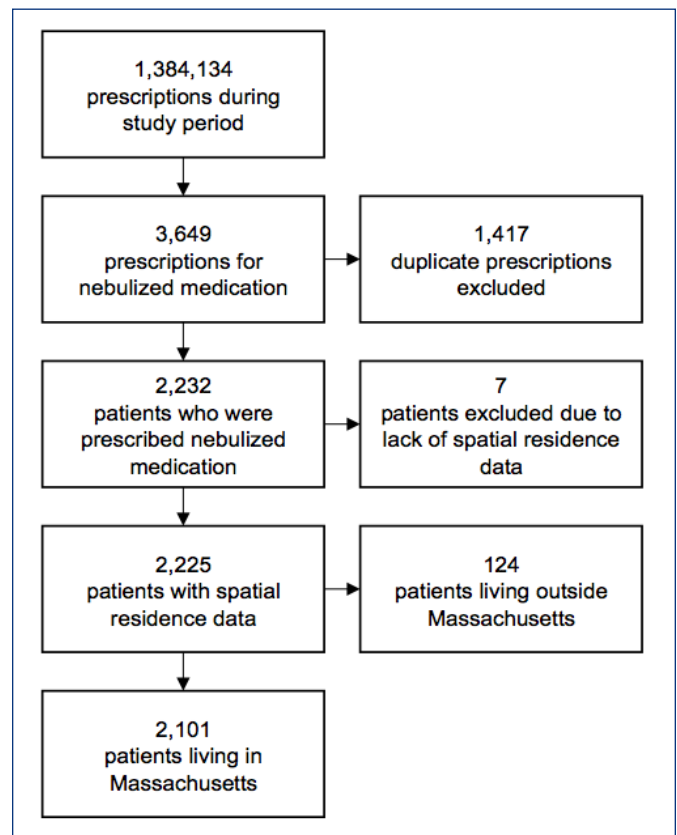 1,384,134
prescriptions during
study period
3,649
prescriptions for
nebulized medication
1,417
duplicate prescriptions
excluded
2,232
patients who were
prescribed nebulized
medication
7
patients excluded due to
lack of spatial residence
data
2,225
patients with spatial
residence data
124
patients living outside
Massachusetts
2,101
patients living in
Massachusetts